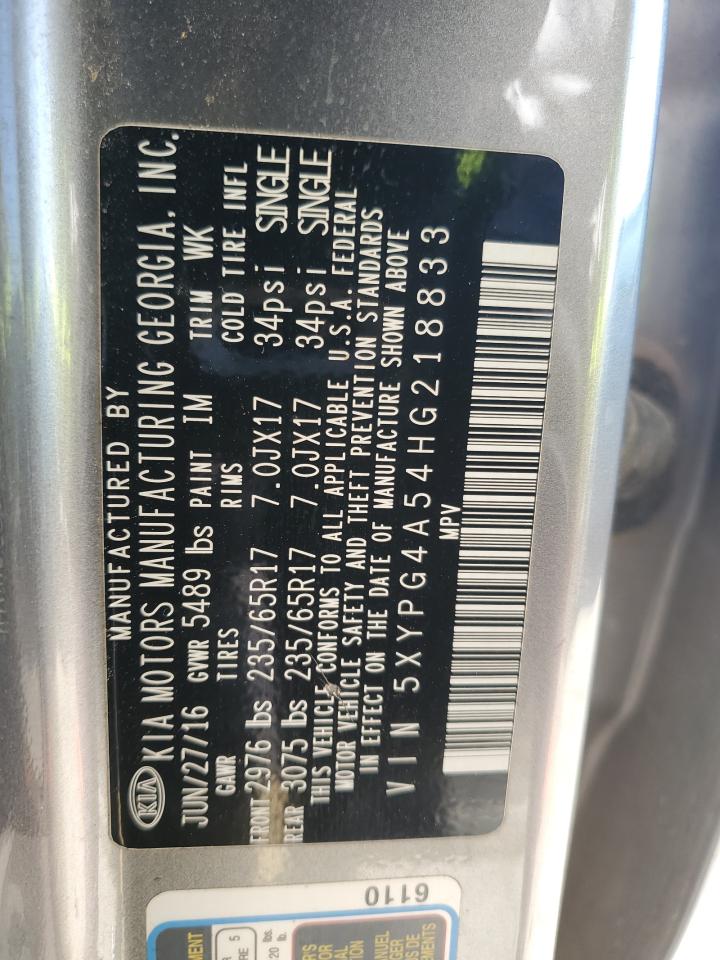 MANUFACTURED BY
KIA KIA MOTORS MANUFACTURING GEORGIA, INC.
JUN/27/16 GVWR 5489 lbs PAINT IM TRIM WK
GAWR TIRES RIMS COLD TIRE INFL
FRONT 2976 lbs 235/65R17 7.0JX17 34psi SINGLE
REAR 3075 lbs 235/65R17 7.0JX17 34psi SINGLE
THIS VEHICLE CONFORMS TO ALL APPLICABLE U.S.A. FEDERAL
MOTOR VEHICLE SAFETY AND THEFT PREVENTION STANDARDS
IN EFFECT ON THE DATE OF MANUFACTURE SHOWN ABOVE
VIN 5XYPG4A54HG218833
MPV
6110